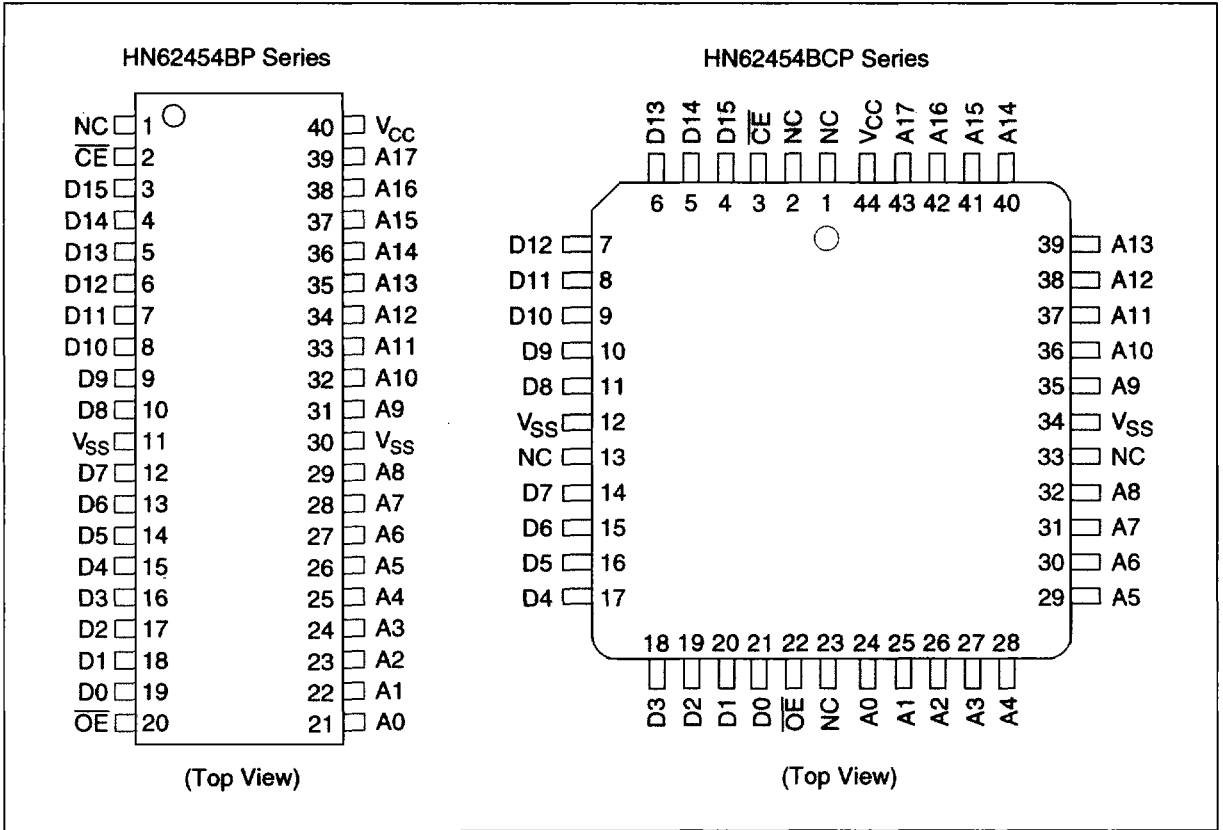 HN62454BP Series
NC 1 40 VCC
CE 2 39 A17
D15 3 38 A16
D14 4 37 A15
D13 5 36 A14
D12 6 35 A13
D11 7 34 A12
D10 8 33 A11
D9 9 32 A10
D8 10 31 A9
VSS 11 30 VSS
D7 12 29 A8
D6 13 28 A7
D5 14 27 A6
D4 15 26 A5
D3 16 25 A4
D2 17 24 A3
D1 18 23 A2
D0 19 22 A1
OE 20 21 A0
(Top View)
HN62454BCP Series
D13 D14 D15 CE NC NC VCC A17 A16 A15 A14
6 5 4 3 2 1 44 43 42 41 40
D12 7 39 A13
D11 8 38 A12
D10 9 37 A11
D9 10 36 A10
D8 11 35 A9
VSS 12 34 VSS
NC 13 33 NC
D7 14 32 A8
D6 15 31 A7
D5 16 30 A6
D4 17 29 A5
18 19 20 21 22 23 24 25 26 27 28
D3 D2 D1 D0 OE NC A0 A1 A2 A3 A4
(Top View)